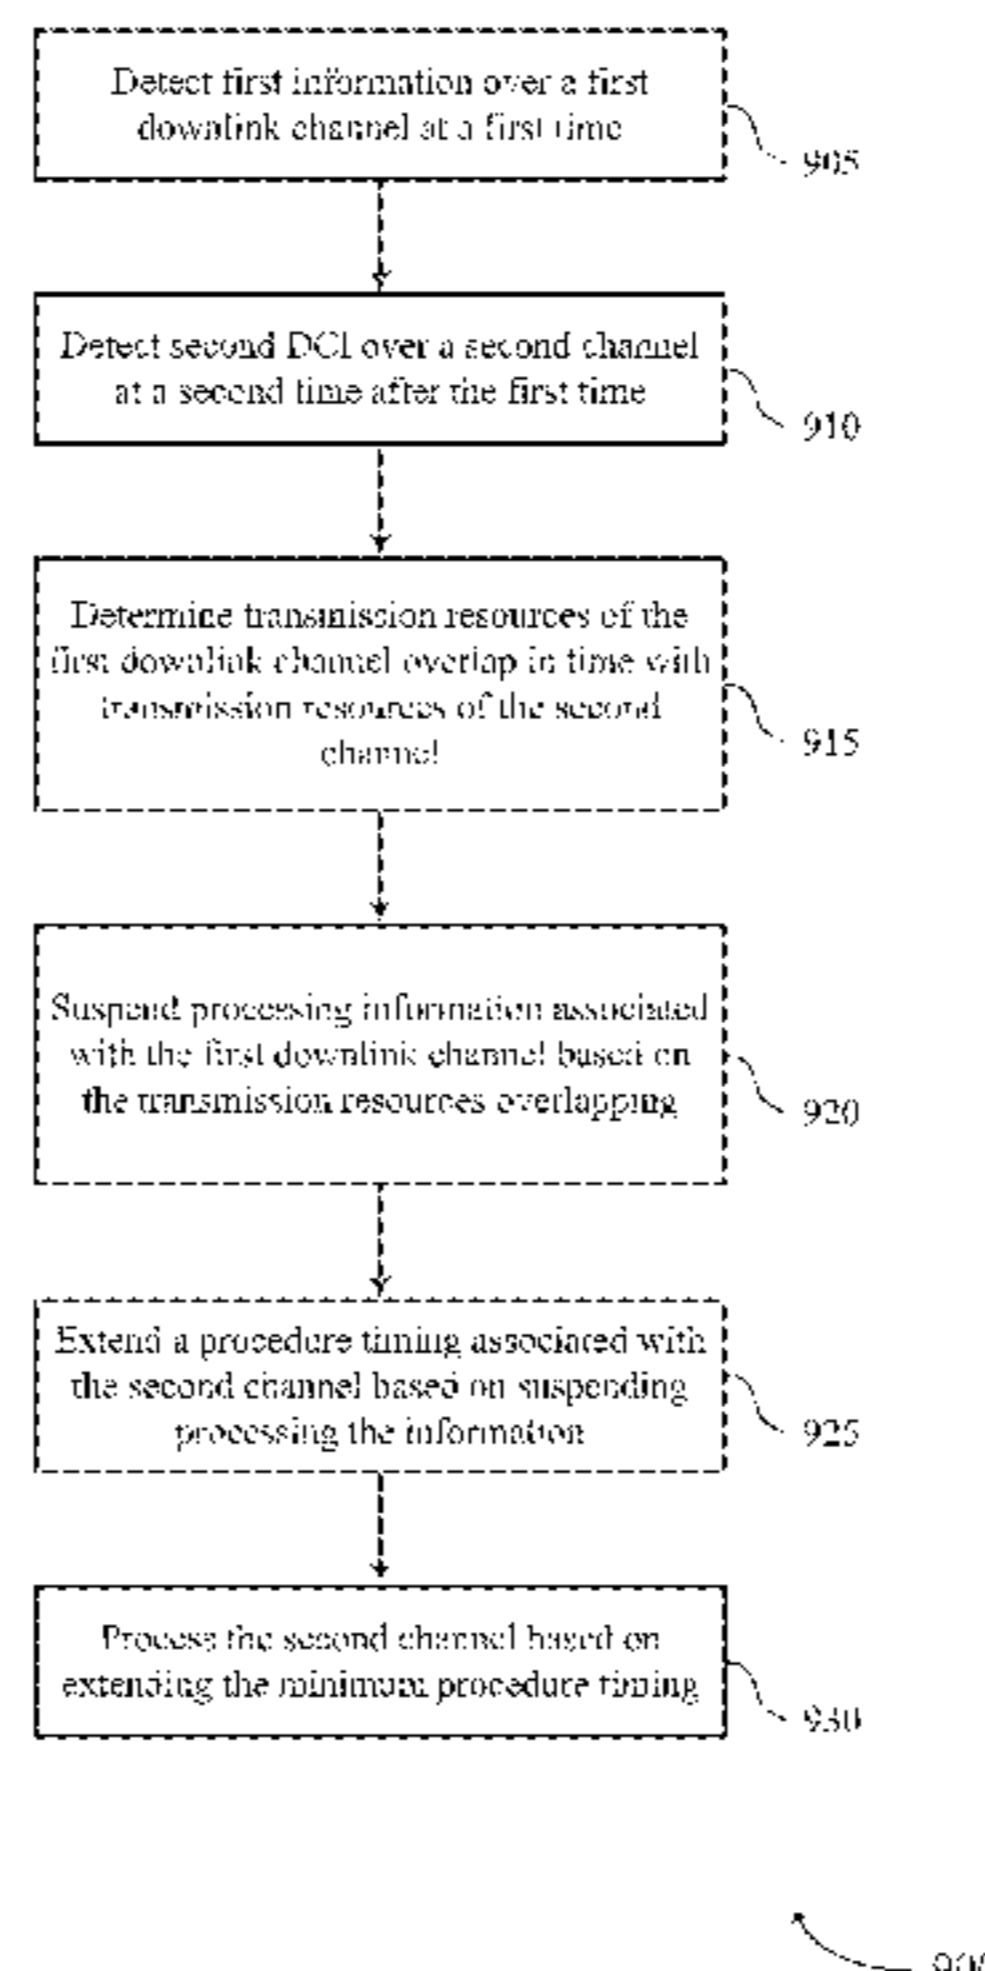 Detect first information over a first
downlink channel at a first time
905
Detect second DCI over a second channel
at a second time after the first time
910
Determine transmission resources of the
first downlink channel overlap in time with
transmission resources of the second
channel
915
Suspend processing information associated
with the first downlink channel based on
the transmission resources overlapping
920
Extend a procedure timing associated with
the second channel based on suspending
processing the information
925
Process the second channel based on
extending the minimum procedure timing
930